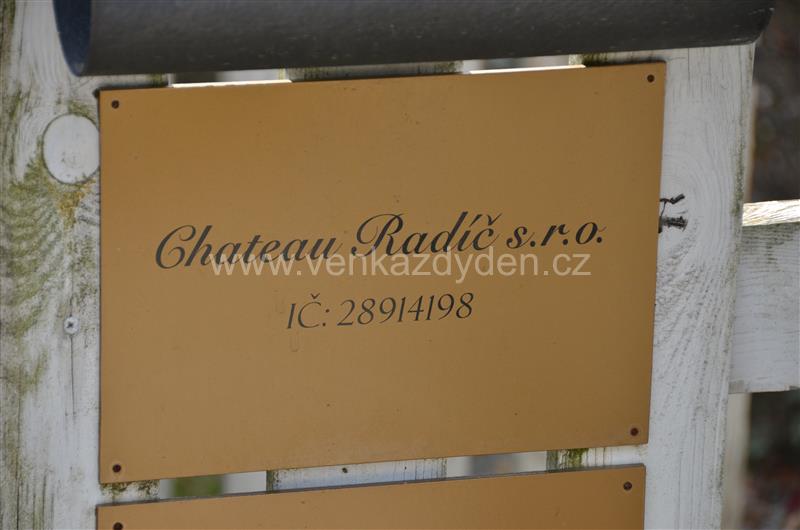 Chateau Radíč s.r.o.
www.venkazdyden.cz
IČ: 28914198